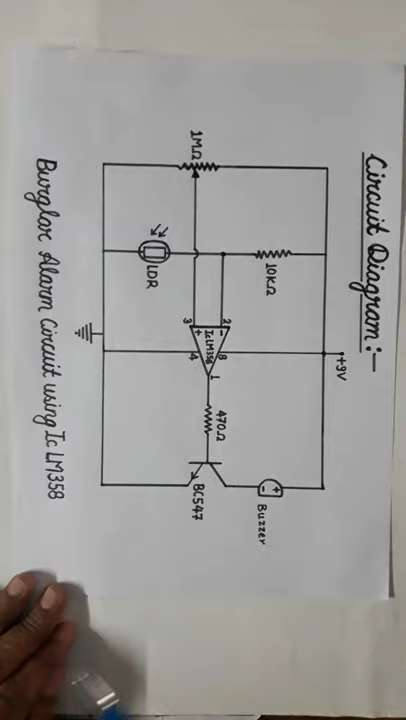 Circuit Diagram :-
+9V
1MΩ
10KΩ
LDR
2
-
8
Ic LM358
3
+
4
1
470Ω
Buzzer
+
-
BC547
Burglar Alarm Circuit using Ic LM358